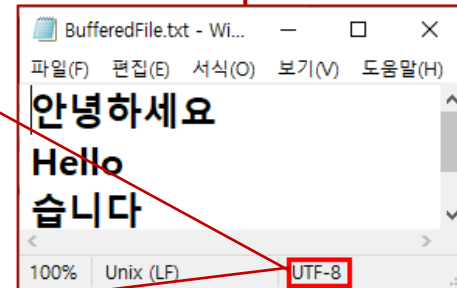 BufferedFile.txt - Wi...
파일(F) 편집(E) 서식(O) 보기(V) 도움말(H)
안녕하세요
Hello
습니다
100% Unix (LF) UTF-8